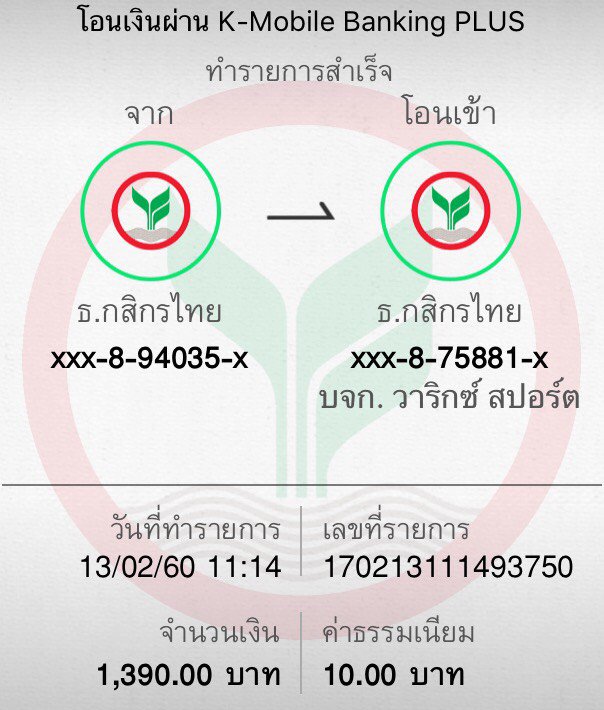 โอนเงินผ่าน K-Mobile Banking PLUS
ทำรายการสำเร็จ
จาก
โอนเข้า
ธ.กสิกรไทย
ธ.กสิกรไทย
xxx-8-94035-x
xxx-8-75881-x
บจก. วาริกซ์ สปอร์ต
วันที่ทำรายการ
เลขที่รายการ
13/02/60 11:14
170213111493750
จำนวนเงิน
ค่าธรรมเนียม
1,390.00 บาท
10.00 บาท